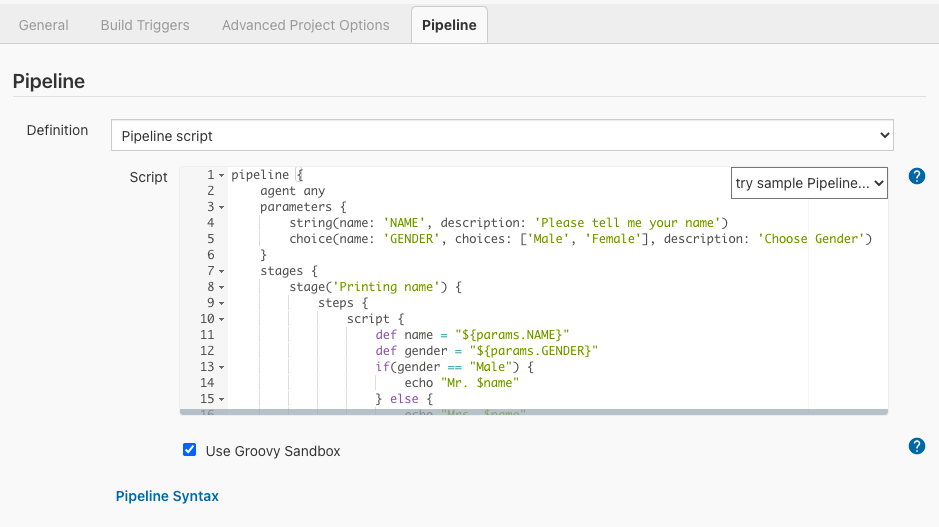 General Build Triggers Advanced Project Options Pipeline
Pipeline
Definition Pipeline script
Script
try sample Pipeline...
1 pipeline {
2 agent any
3 parameters {
4 string(name: 'NAME', description: 'Please tell me your name')
5 choice(name: 'GENDER', choices: ['Male', 'Female'], description: 'Choose Gender')
6 }
7 stages {
8 stage('Printing name') {
9 steps {
10 script {
11 def name = "${params.NAME}"
12 def gender = "${params.GENDER}"
13 if(gender == "Male") {
14 echo "Mr. $name"
15 } else {
16 echo "Mrs. $name"
Use Groovy Sandbox
Pipeline Syntax